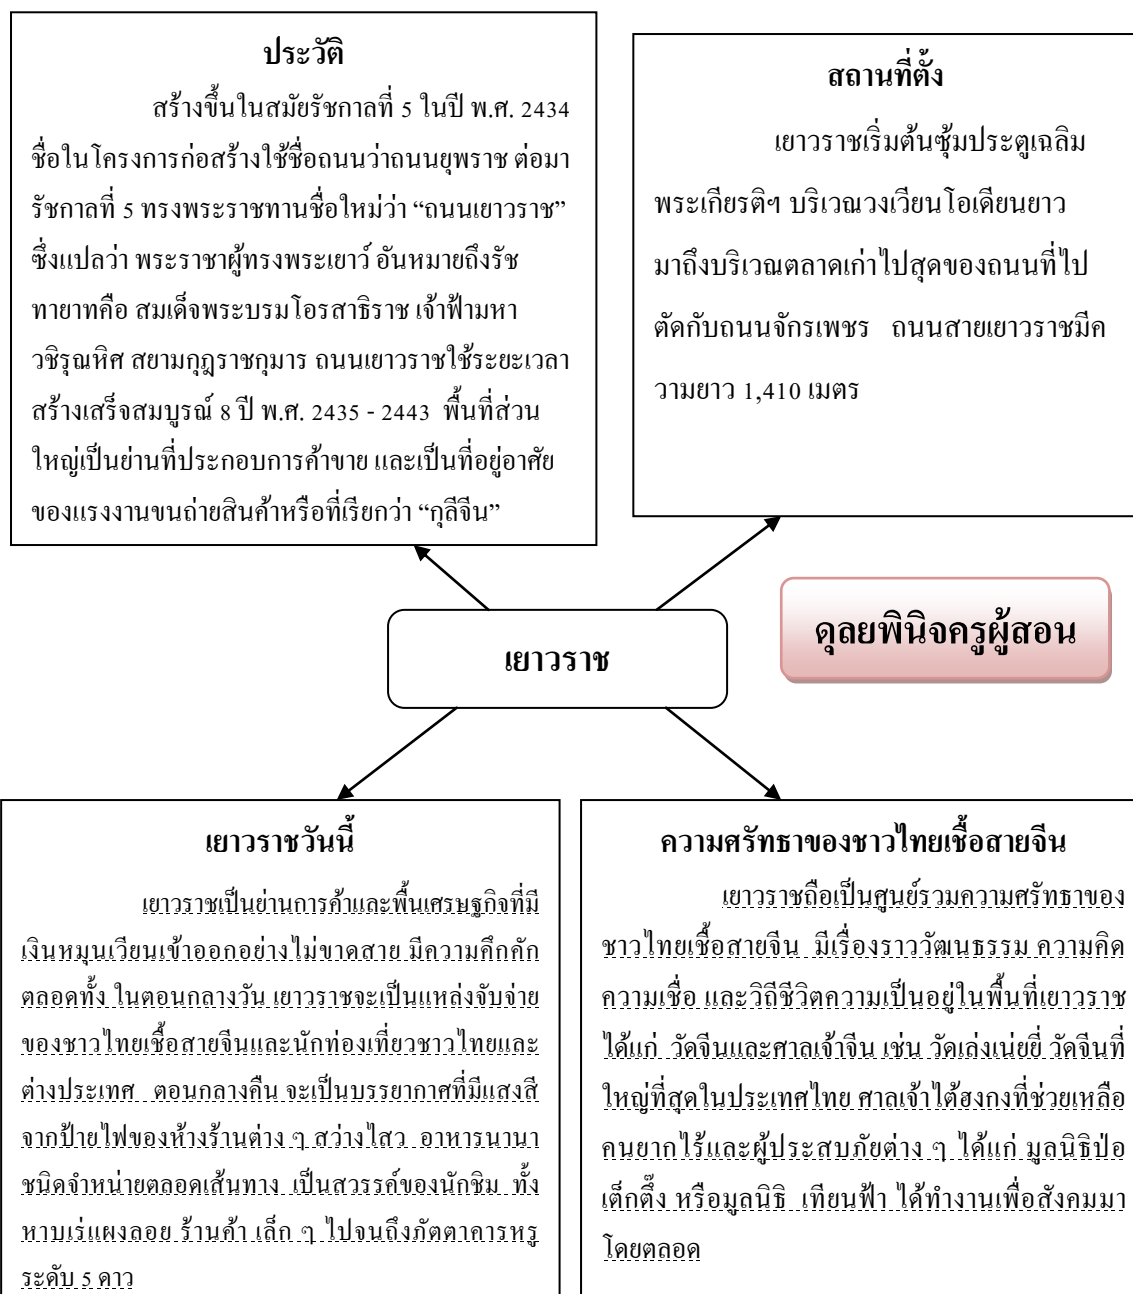 ประวัติ
สร้างขึ้นในสมัยรัชกาลที่ 5 ในปี พ.ศ. 2434
ชื่อในโครงการก่อสร้างใช้ชื่อถนนว่าถนนยุพราช ต่อมา
รัชกาลที่ 5 ทรงพระราชทานชื่อใหม่ว่า “ถนนเยาวราช”
ซึ่งแปลว่า พระราชาผู้ทรงพระเยาว์ อันหมายถึงรัช
ทายาทคือ สมเด็จพระบรมโอรสาธิราช เจ้าฟ้ามหา
วชิรุณหิศ สยามกุฎราชกุมาร ถนนเยาวราชใช้ระยะเวลา
สร้างเสร็จสมบูรณ์ 8 ปี พ.ศ. 2435 - 2443 พื้นที่ส่วน
ใหญ่เป็นย่านที่ประกอบการค้าขาย และเป็นที่อยู่อาศัย
ของแรงงานขนถ่ายสินค้าหรือที่เรียกว่า “กุลีจีน”
สถานที่ตั้ง
เยาวราชเริ่มต้นซุ้มประตูเฉลิม
พระเกียรติฯ บริเวณวงเวียนโอเดียนยาว
มาถึงบริเวณตลาดเก่าไปสุดของถนนที่ไป
ตัดกับถนนจักรเพชร ถนนสายเยาวราชมีค
วามยาว 1,410 เมตร
ดุลยพินิจครูผู้สอน
เยาวราช
เยาวราชวันนี้
เยาวราชเป็นย่านการค้าและพื้นเศรษฐกิจที่มี
เงินหมุนเวียนเข้าออกอย่างไม่ขาดสาย มีความคึกคัก
ตลอดทั้ง ในตอนกลางวัน เยาวราชจะเป็นแหล่งจับจ่าย
ของชาวไทยเชื้อสายจีนและนักท่องเที่ยวชาวไทยและ
ต่างประเทศ ตอนกลางคืน จะเป็นบรรยากาศที่มีแสงสี
จากป้ายไฟของห้างร้านต่าง ๆ สว่างไสว อาหารนานา
ชนิดจำหน่ายตลอดเส้นทาง เป็นสวรรค์ของนักชิม ทั้ง
หาบเร่แผงลอย ร้านค้า เล็ก ๆ ไปจนถึงภัตตาคารหรู
ระดับ 5 ดาว
ความศรัทธาของชาวไทยเชื้อสายจีน
เยาวราชถือเป็นศูนย์รวมความศรัทธาของ
ชาวไทยเชื้อสายจีน มีเรื่องราววัฒนธรรม ความคิด
ความเชื่อ และวิถีชีวิตความเป็นอยู่ในพื้นที่เยาวราช
ได้แก่ วัดจีนและศาลเจ้าจีน เช่น วัดเล่งเน่ยยี่ วัดจีนที่
ใหญ่ที่สุดในประเทศไทย ศาลเจ้าไต้ฮงกงที่ช่วยเหลือ
คนยากไร้และผู้ประสบภัยต่าง ๆ ได้แก่ มูลนิธิป่อ
เต็กตึ๊ง หรือมูลนิธิ เทียนฟ้า ได้ทำงานเพื่อสังคมมา
โดยตลอด